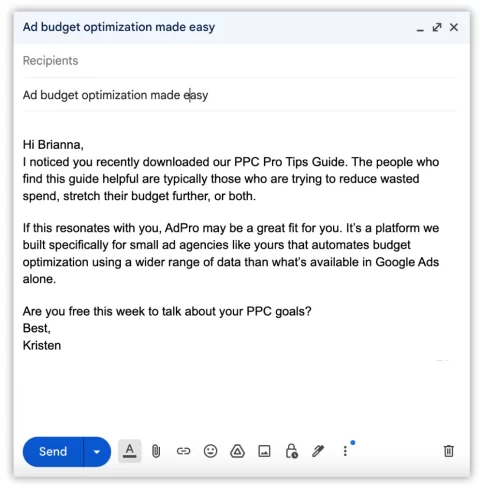 Ad budget optimization made easy
Recipients
Ad budget optimization made easy
Hi Brianna,
I noticed you recently downloaded our PPC Pro Tips Guide. The people who
find this guide helpful are typically those who are trying to reduce wasted
spend, stretch their budget further, or both.
If this resonates with you, AdPro may be a great fit for you. It’s a platform we
built specifically for small ad agencies like yours that automates budget
optimization using a wider range of data than what’s available in Google Ads
alone.
Are you free this week to talk about your PPC goals?
Best,
Kristen
Send
A